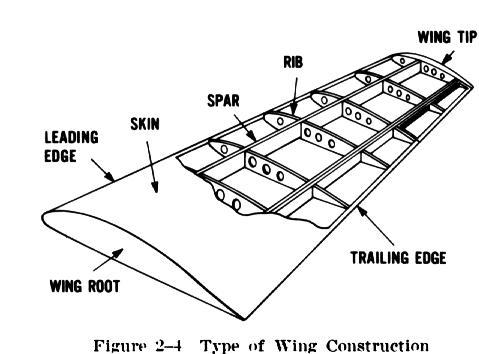 WING TIP
RIB
SPAR
SKIN
LEADING
EDGE
TRAILING EDGE
WING ROOT
Figure 2–4 Type of Wing Construction